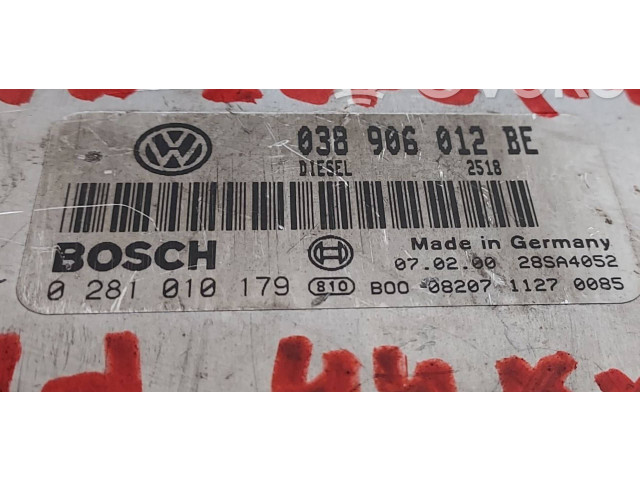 038 906 012 BE
DIESEL 2518
BOSCH
Made in Germany
07.02.00 28SA4052
0 281 010 179 810 B00 08207 1127 0085